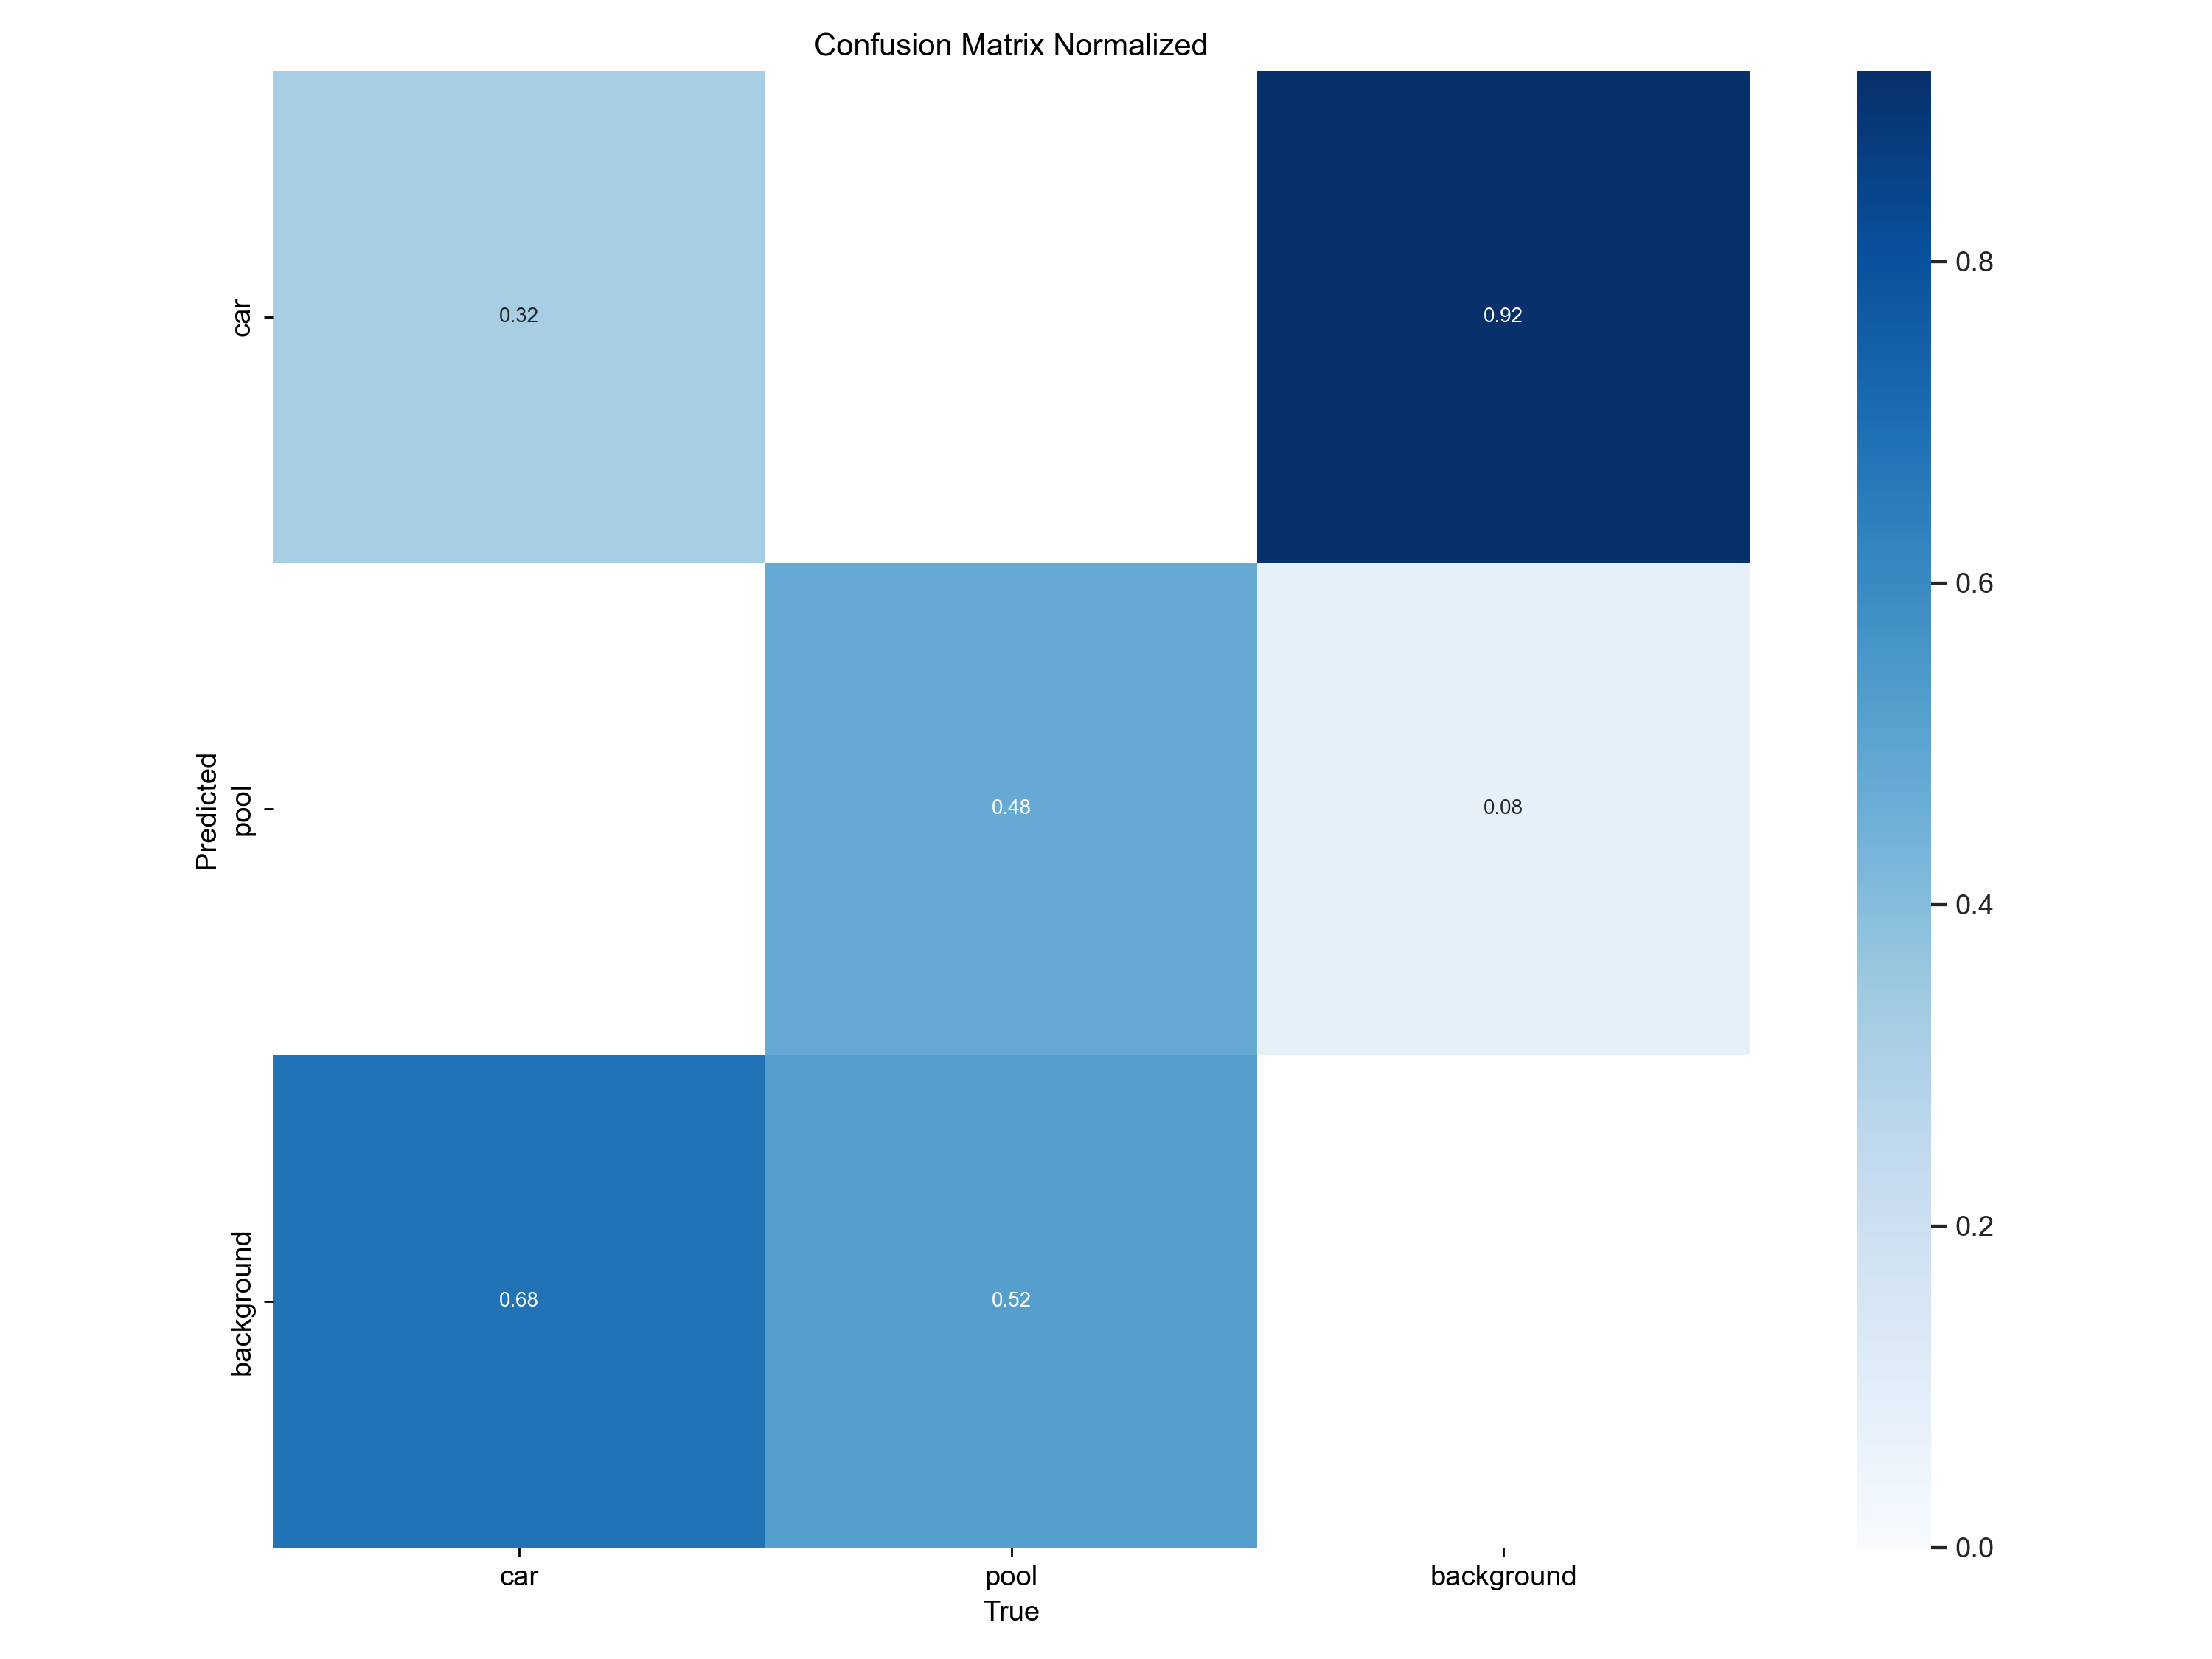 Confusion Matrix Normalized
car
0.32
0.92
0.8
0.6
Predicted
pool
0.48
0.08
0.4
0.2
background
0.68
0.52
0.0
car
pool
background
True